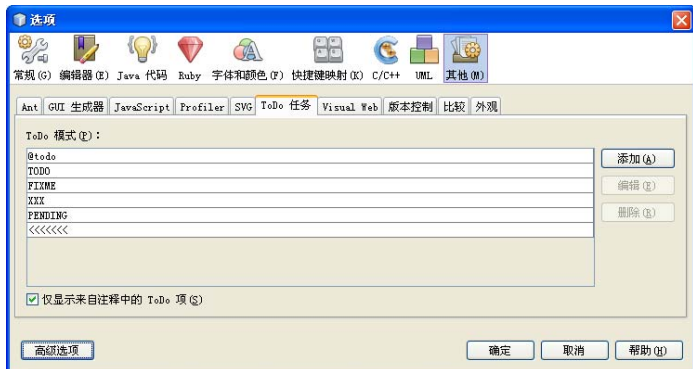 选项
常规(G) 编辑器(E) Java 代码 Ruby 字体和颜色(F) 快捷键映射(K) C/C++ UML 其他(M)
Ant GUI 生成器 JavaScript Profiler SVG ToDo 任务 Visual Web 版本控制 比较 外观
ToDo 模式(P)：
@todo
添加(A)
TODO
FIXME
编辑(E)
XXX
PENDING
删除(R)
<<<<<<<
仅显示来自注释中的 ToDo 项(S)
高级选项 确定 取消 帮助(H)